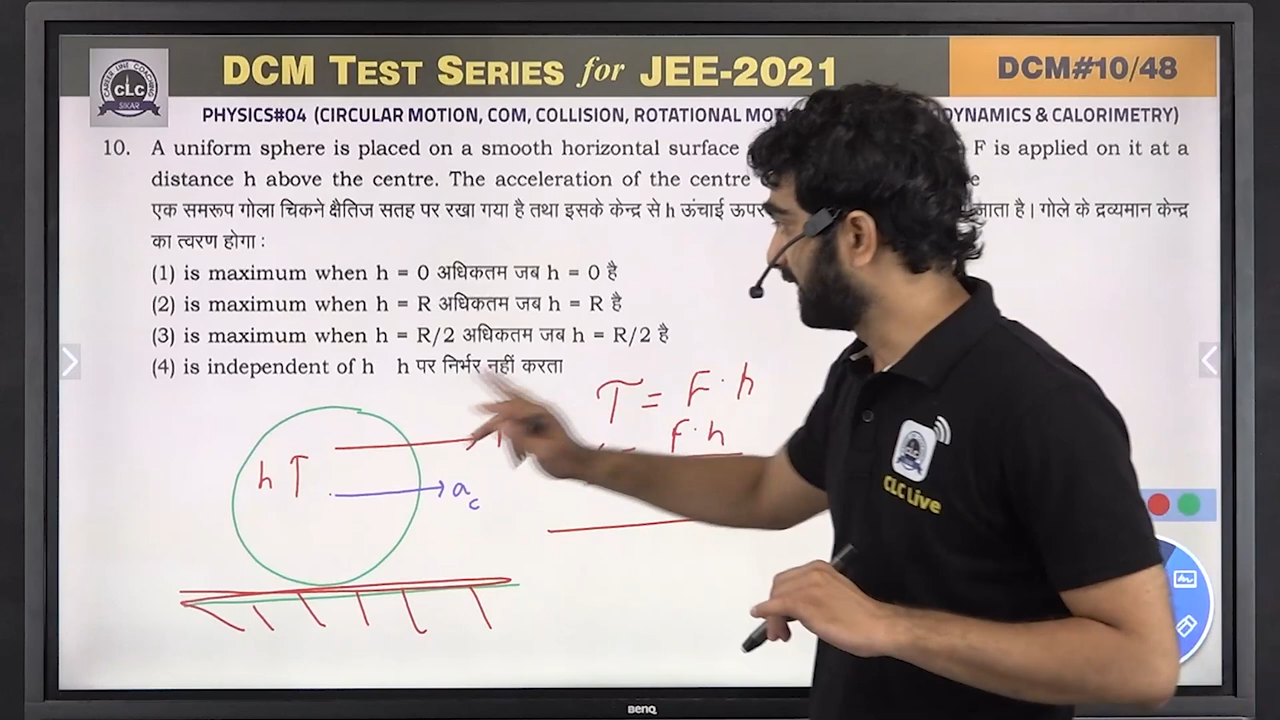 DCM TEST SERIES for JEE-2021
DCM#10/48
CAREER LINE COACHING
CLC
SIKAR
PHYSICS#04 (CIRCULAR MOTION, COM, COLLISION, ROTATIONAL MOT DYNAMICS & CALORIMETRY)
10. A uniform sphere is placed on a smooth horizontal surface F is applied on it at a
distance h above the centre. The acceleration of the centre
एक समरूप गोला चिकने क्षैतिज सतह पर रखा गया है तथा इसके केन्द्र से h ऊंचाई ऊपर जाता है। गोले के द्रव्यमान केन्द्र
का त्वरण होगा :
(1) is maximum when h = 0 अधिकतम जब h = 0 है
(2) is maximum when h = R अधिकतम जब h = R है
(3) is maximum when h = R/2 अधिकतम जब h = R/2 है
(4) is independent of h h पर निर्भर नहीं करता
τ = F·h
F·h
h
a_c
CLC Live
BenQ